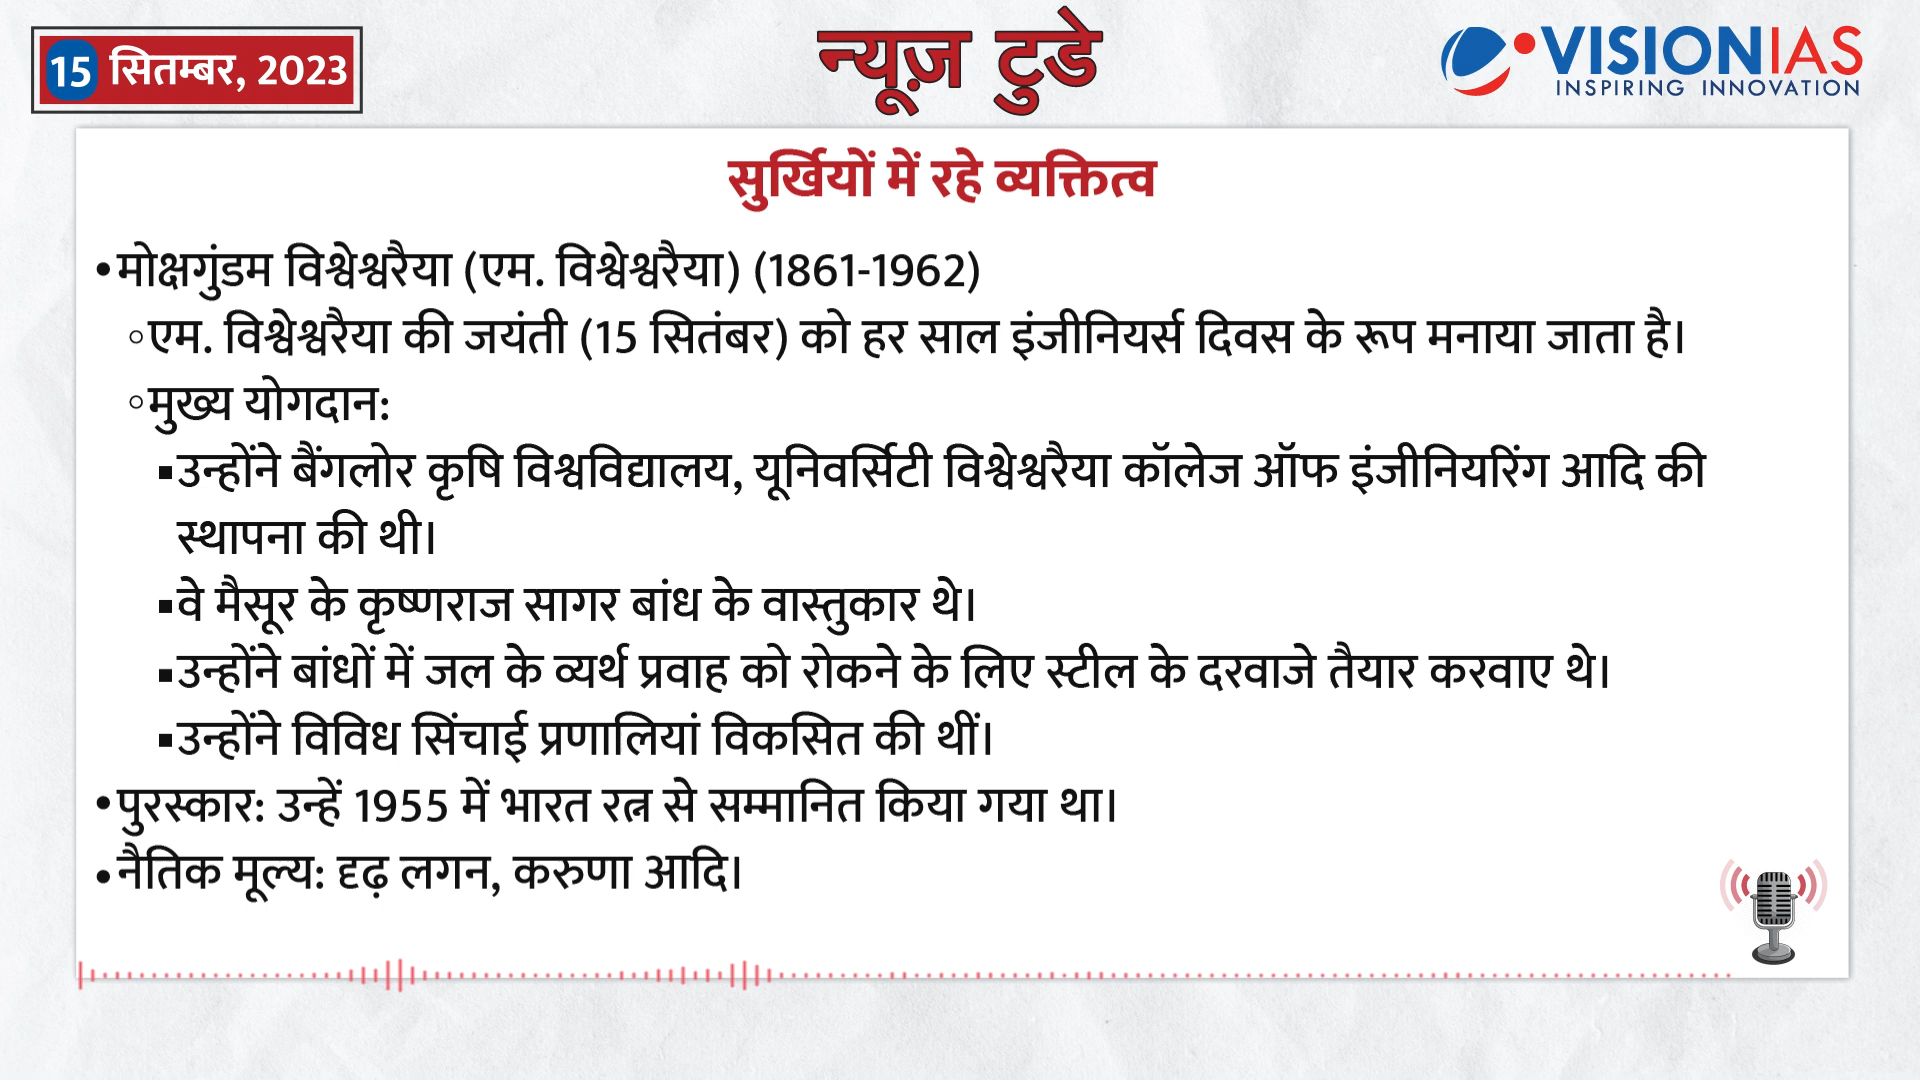 15 सितम्बर, 2023
न्यूज़ टुडे
VISIONIAS
INSPIRING INNOVATION
सुर्खियों में रहे व्यक्तित्व
• मोक्षगुंडम विश्वेश्वरैया (एम. विश्वेश्वरैया) (1861-1962)
◦ एम. विश्वेश्वरैया की जयंती (15 सितंबर) को हर साल इंजीनियर्स दिवस के रूप मनाया जाता है।
◦ मुख्य योगदान:
▪ उन्होंने बैंगलोर कृषि विश्वविद्यालय, यूनिवर्सिटी विश्वेश्वरैया कॉलेज ऑफ इंजीनियरिंग आदि की
स्थापना की थी।
▪ वे मैसूर के कृष्णराज सागर बांध के वास्तुकार थे।
▪ उन्होंने बांधों में जल के व्यर्थ प्रवाह को रोकने के लिए स्टील के दरवाजे तैयार करवाए थे।
▪ उन्होंने विविध सिंचाई प्रणालियां विकसित की थीं।
• पुरस्कार: उन्हें 1955 में भारत रत्न से सम्मानित किया गया था।
• नैतिक मूल्य: दृढ़ लगन, करुणा आदि।